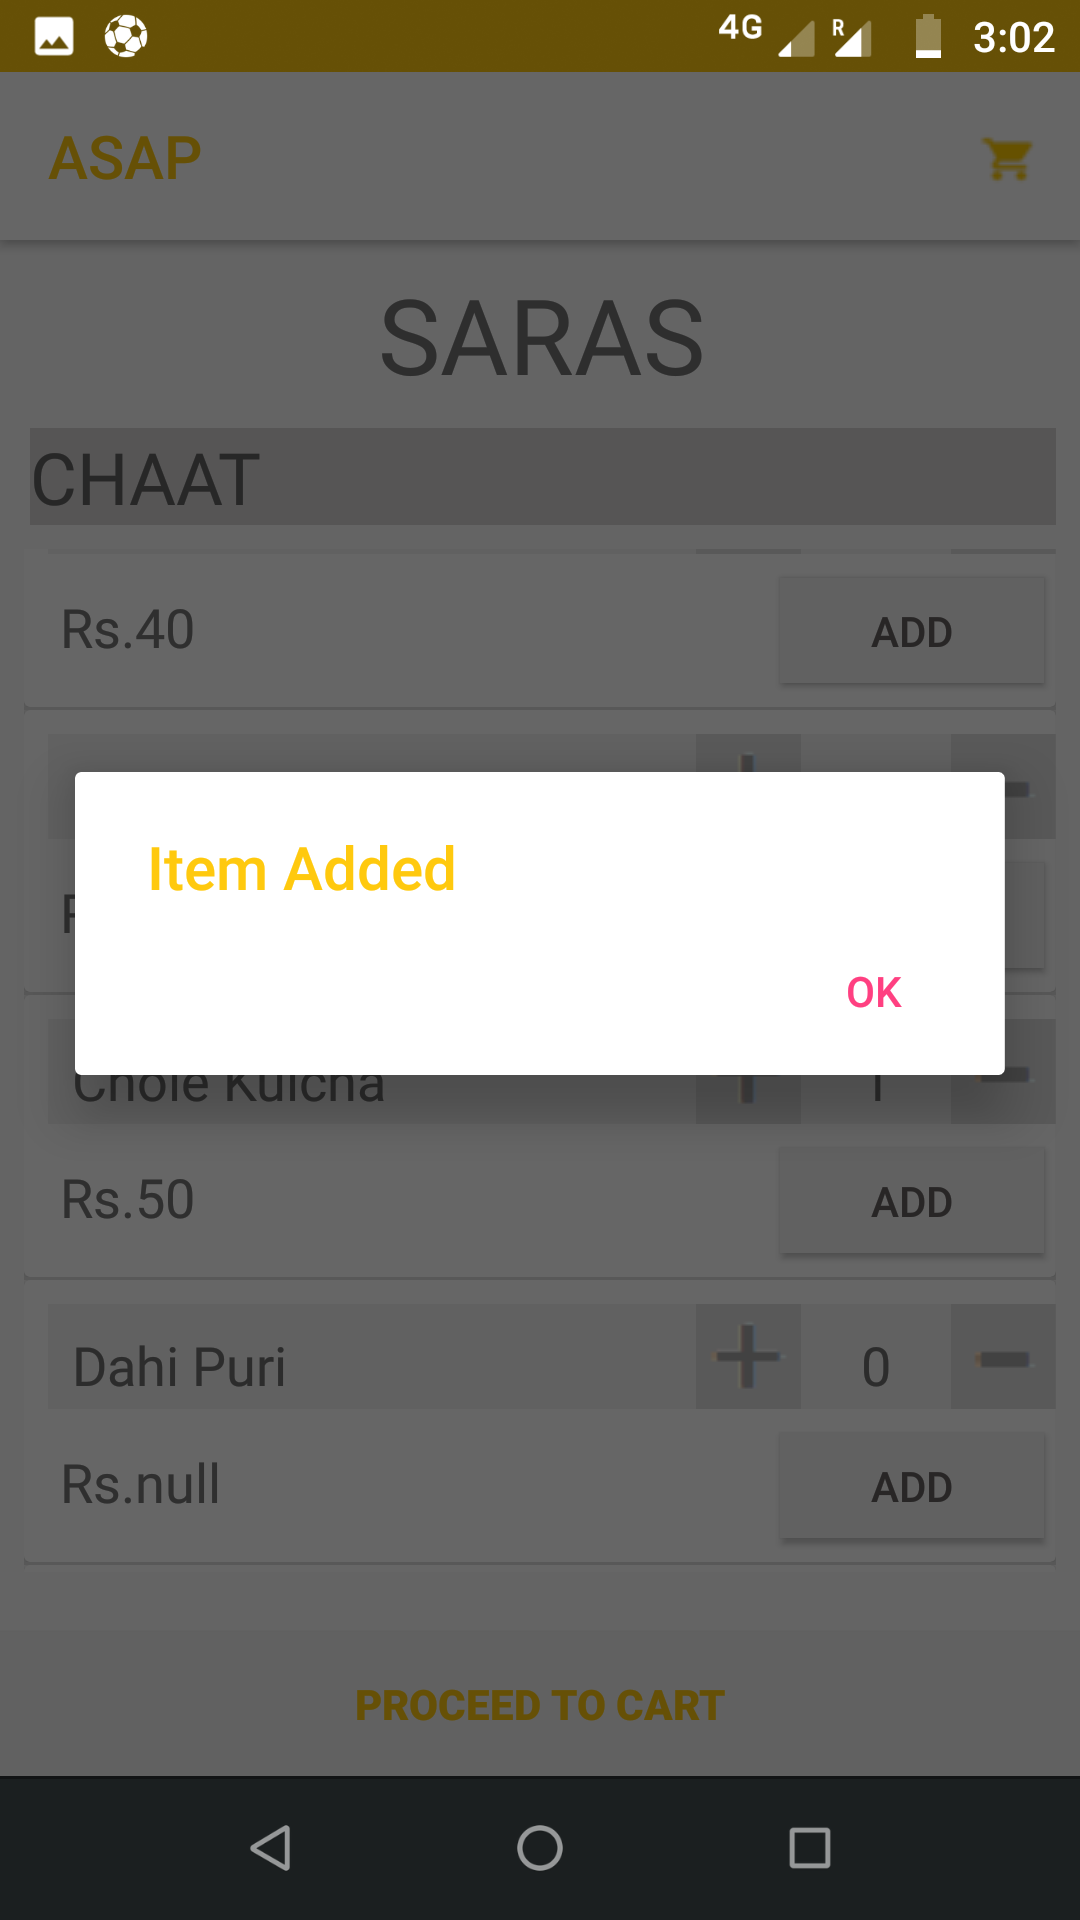 4G R 3:02
ASAP
SARAS
CHAAT
Rs.40
ADD
Item Added
OK
Chole Kulcha 1
Rs.50
ADD
Dahi Puri 0
Rs.null
ADD
PROCEED TO CART